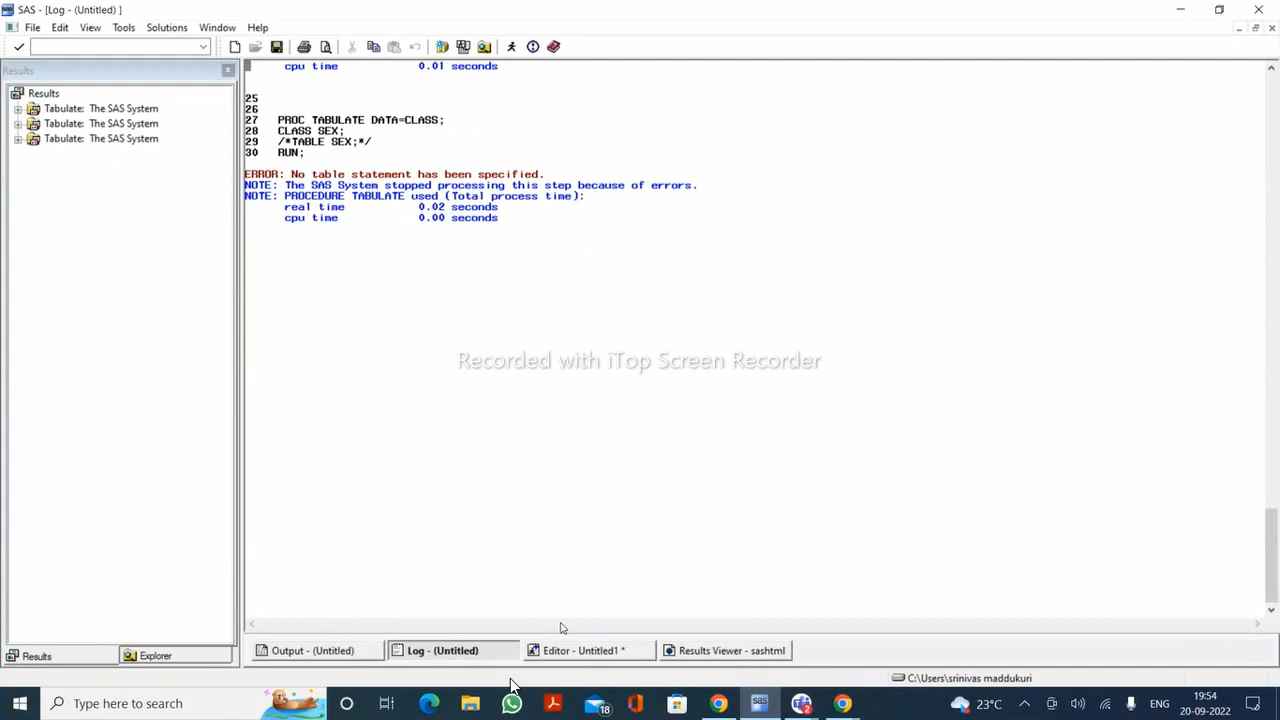 SAS - [Log - (Untitled) ]
File Edit View Tools Solutions Window Help
Results
Results
Tabulate: The SAS System
Tabulate: The SAS System
Tabulate: The SAS System
cpu time 0.01 seconds
25
26
27 PROC TABULATE DATA=CLASS;
28 CLASS SEX;
29 /*TABLE SEX;*/
30 RUN;
ERROR: No table statement has been specified.
NOTE: The SAS System stopped processing this step because of errors.
NOTE: PROCEDURE TABULATE used (Total process time):
real time 0.02 seconds
cpu time 0.00 seconds
Recorded with iTop Screen Recorder
Results Explorer
Output - (Untitled) Log - (Untitled) Editor - Untitled1 * Results Viewer - sashtml
C:\Users\srinivas maddukuri
Type here to search
18
sas
2
23°C
ENG
19:54
20-09-2022